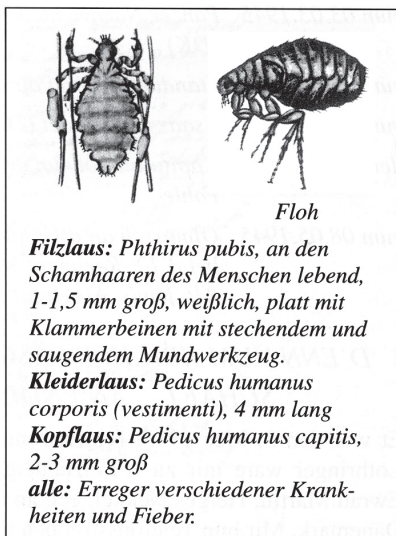 Floh
Filzlaus: Phthirus pubis, an den
Schamhaaren des Menschen lebend,
1-1,5 mm groß, weißlich, platt mit
Klammerbeinen mit stechendem und
saugendem Mundwerkzeug.
Kleiderlaus: Pedicus humanus
corporis (vestimenti), 4 mm lang
Kopflaus: Pedicus humanus capitis,
2-3 mm groß
alle: Erreger verschiedener Krank-
heiten und Fieber.